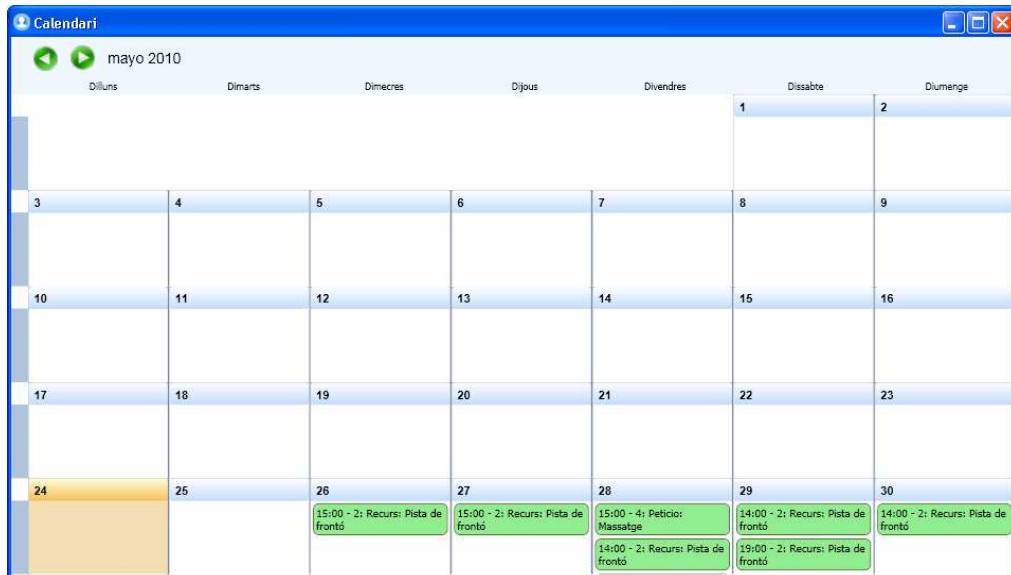 Calendari
mayo 2010
Dilluns Dimarts Dimecres Dijous Divendres Dissabte Diumenge
1 2
3 4 5 6 7 8 9
10 11 12 13 14 15 16
17 18 19 20 21 22 23
24 25 26 27 28 29 30
15:00 - 2: Recurs: Pista de
frontó
15:00 - 2: Recurs: Pista de
frontó
15:00 - 4: Peticio:
Massatge
14:00 - 2: Recurs: Pista de
frontó
14:00 - 2: Recurs: Pista de
frontó
19:00 - 2: Recurs: Pista de
frontó
14:00 - 2: Recurs: Pista de
frontó